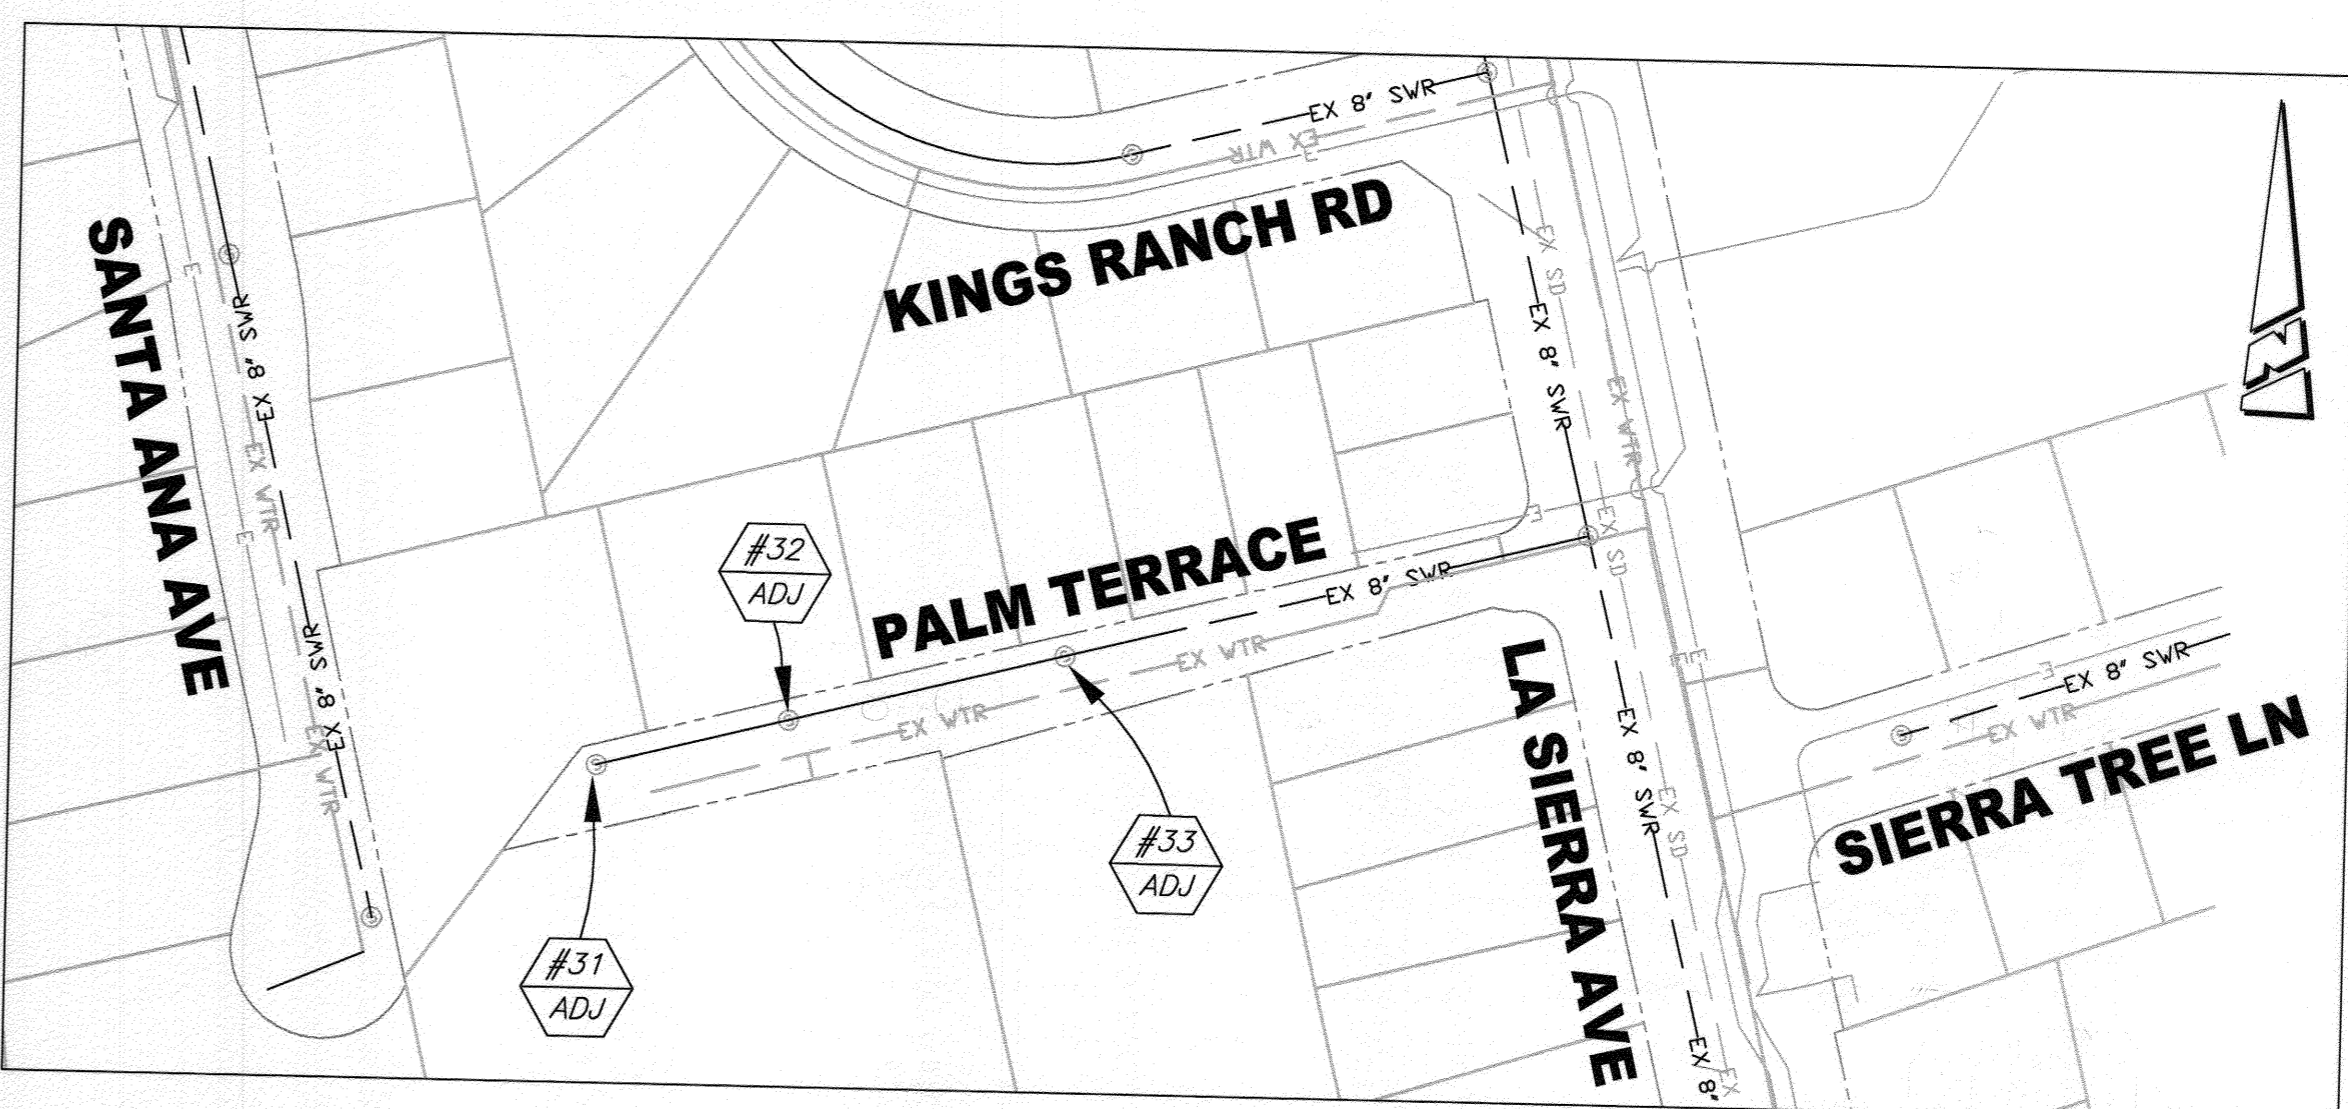 EX 8" SWR
EX WTR
E
KINGS RANCH RD
SANTA ANA AVE
E
EX 8" SWR
EX WTR
E
EX SD
EX 8" SWR
EX WTR
#32
ADJ
PALM TERRACE
E
EX SD
EX 8" SWR
EX WTR
EX WTR
EX 8" SWR
EX WTR
E
E
LA SIERRA AVE
EX 8" SWR
EX SD
E
EX 8" SWR
EX WTR
SIERRA TREE LN
#33
ADJ
#31
ADJ
EX 8"
EX